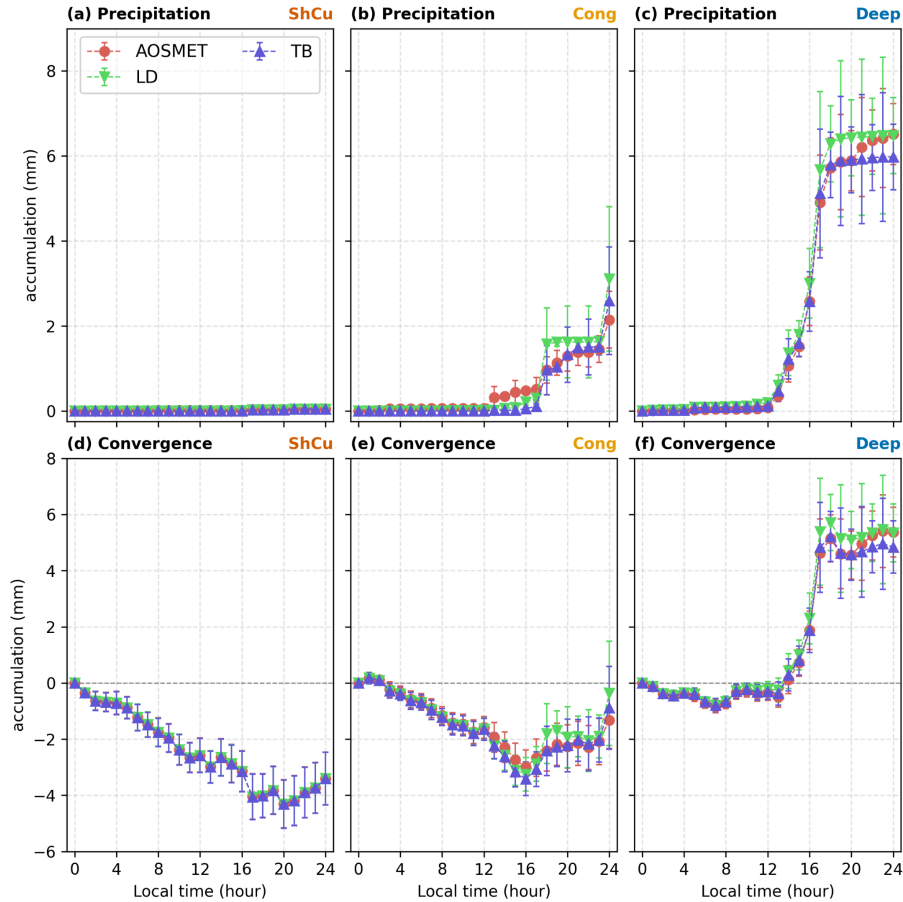 (a) Precipitation ShCu
(b) Precipitation Cong
(c) Precipitation Deep
AOSMET
LD
TB
accumulation (mm)
8
6
4
2
0
(d) Convergence ShCu
(e) Convergence Cong
(f) Convergence Deep
accumulation (mm)
8
6
4
2
0
−2
−4
−6
0 4 8 12 16 20 24
0 4 8 12 16 20 24
0 4 8 12 16 20 24
Local time (hour)
Local time (hour)
Local time (hour)